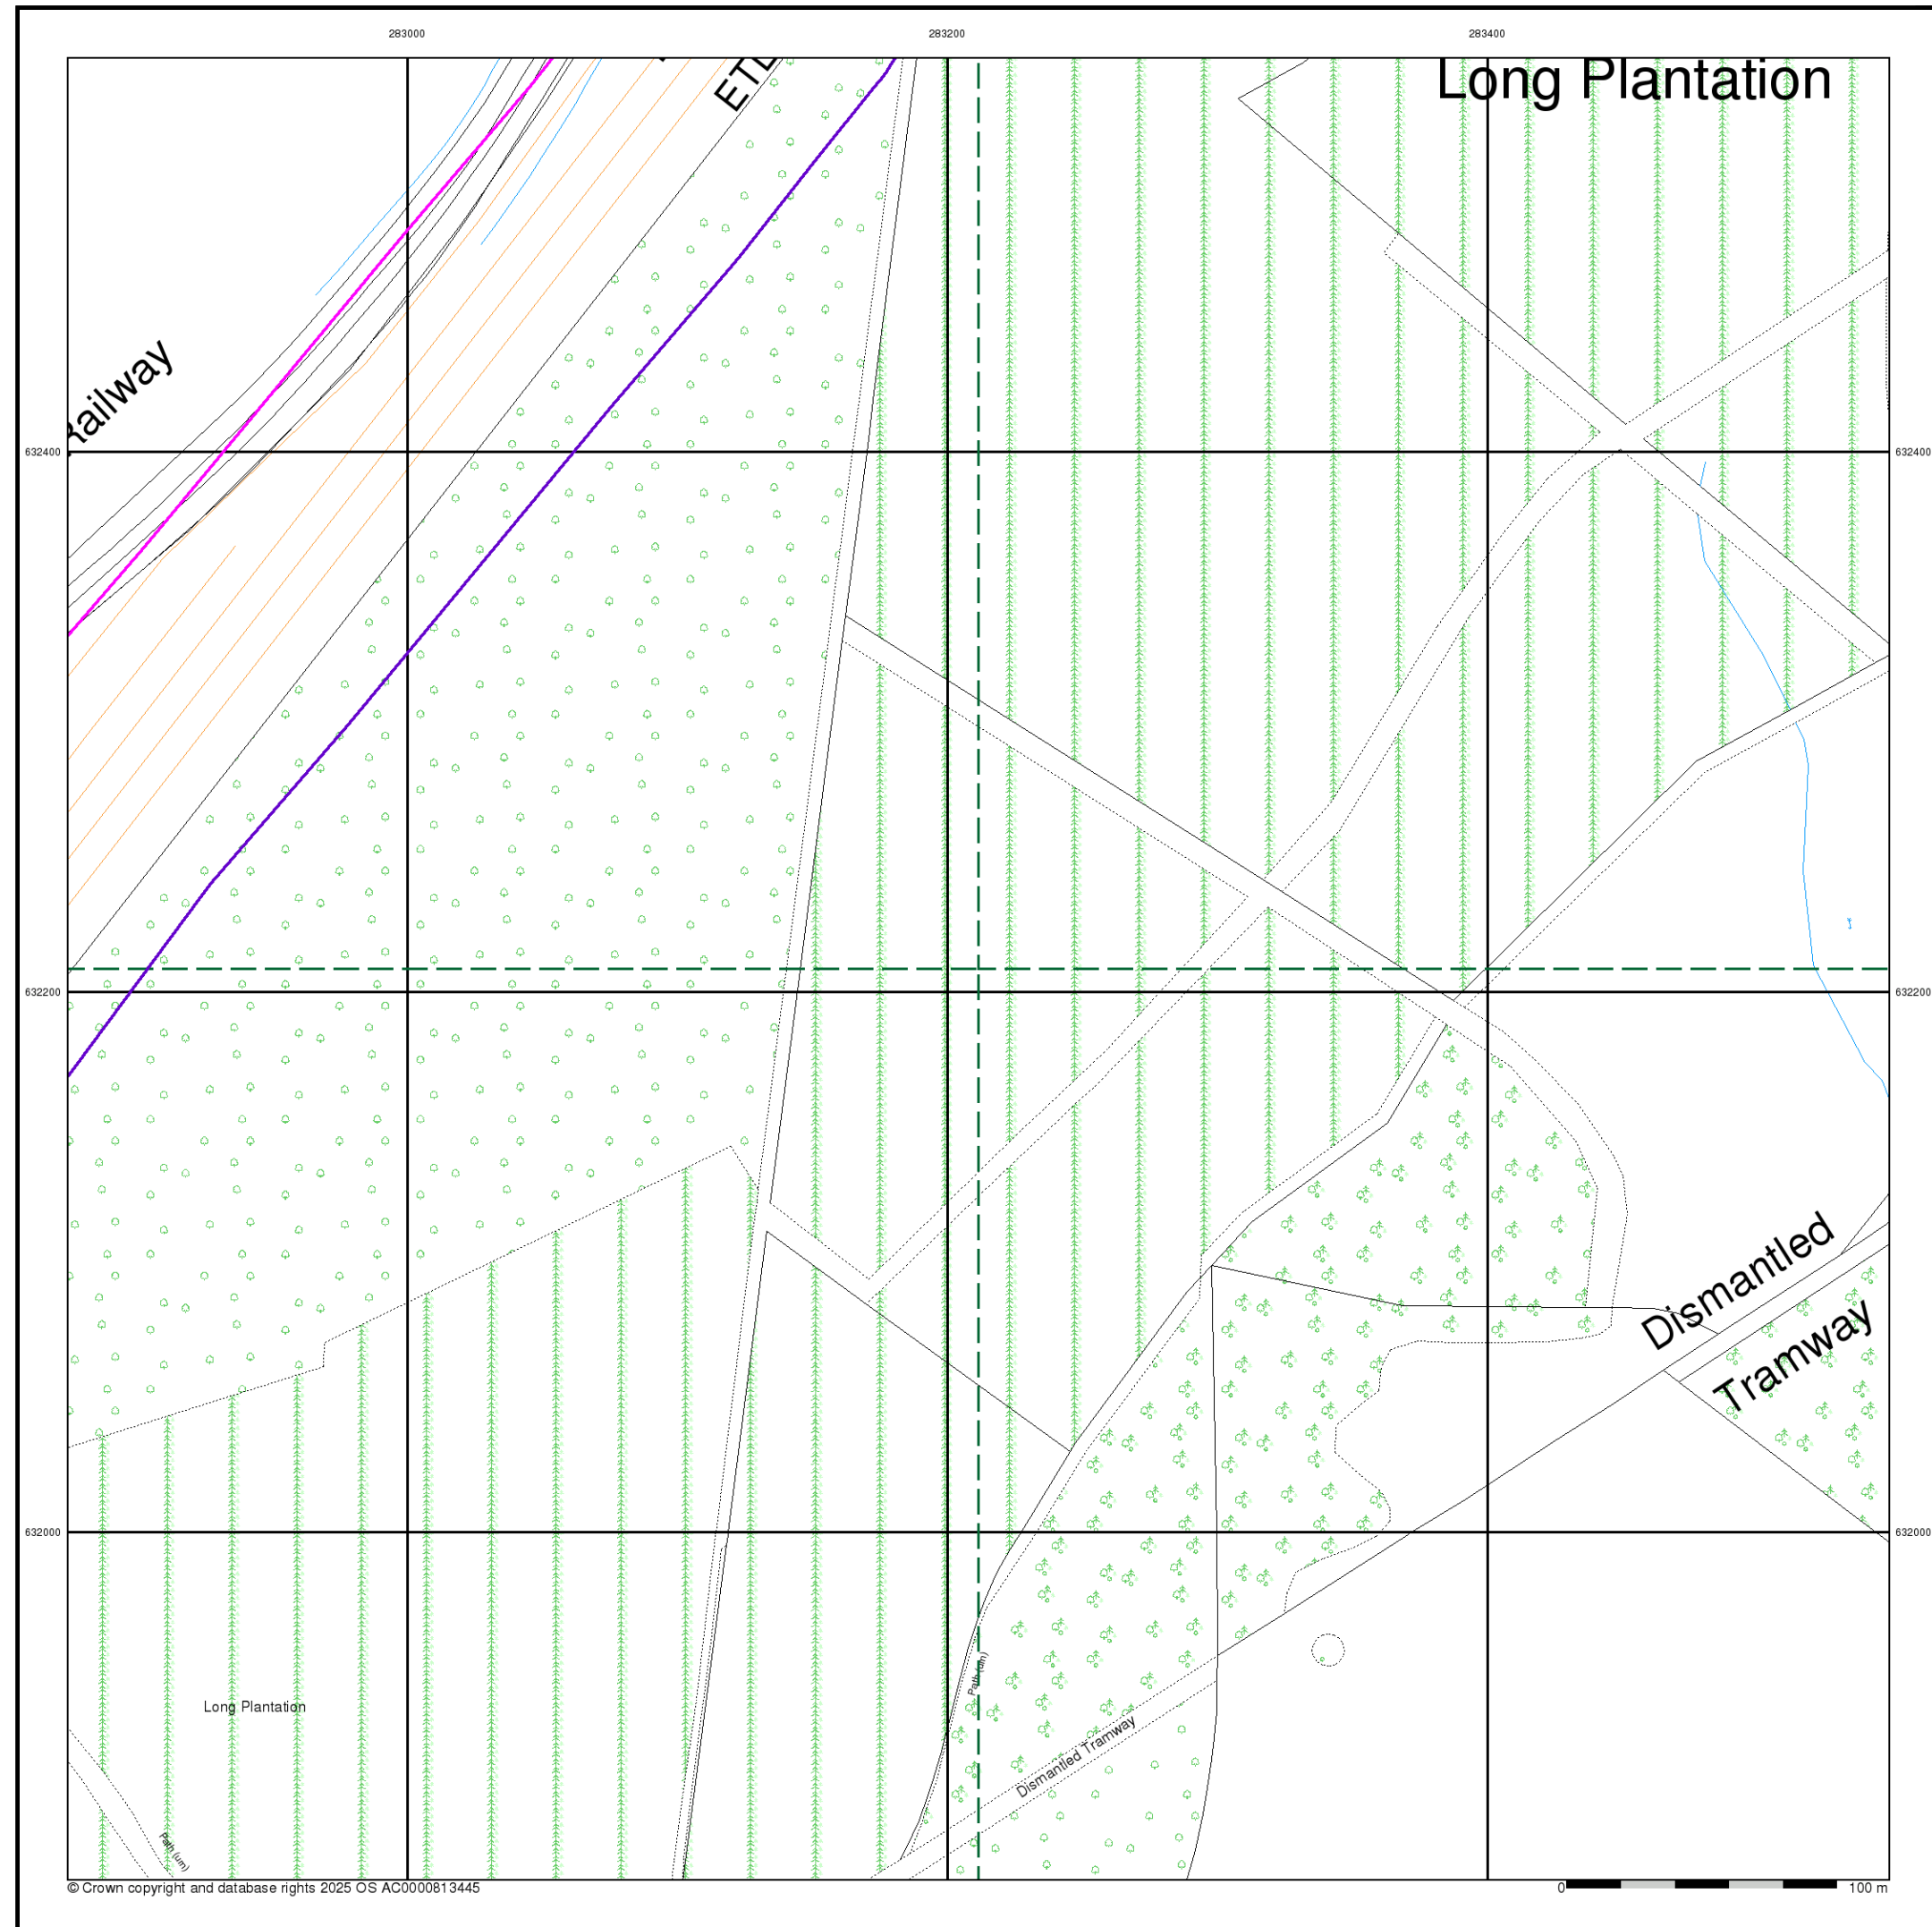 283000 283200 283400
ETL
Long Plantation
Railway
632400 632400
632200 632200
Dismantled
Tramway
632000 632000
Path (um)
Long Plantation
Dismantled Tramway
Path (um)
© Crown copyright and database rights 2025 OS AC0000813445
0 100 m